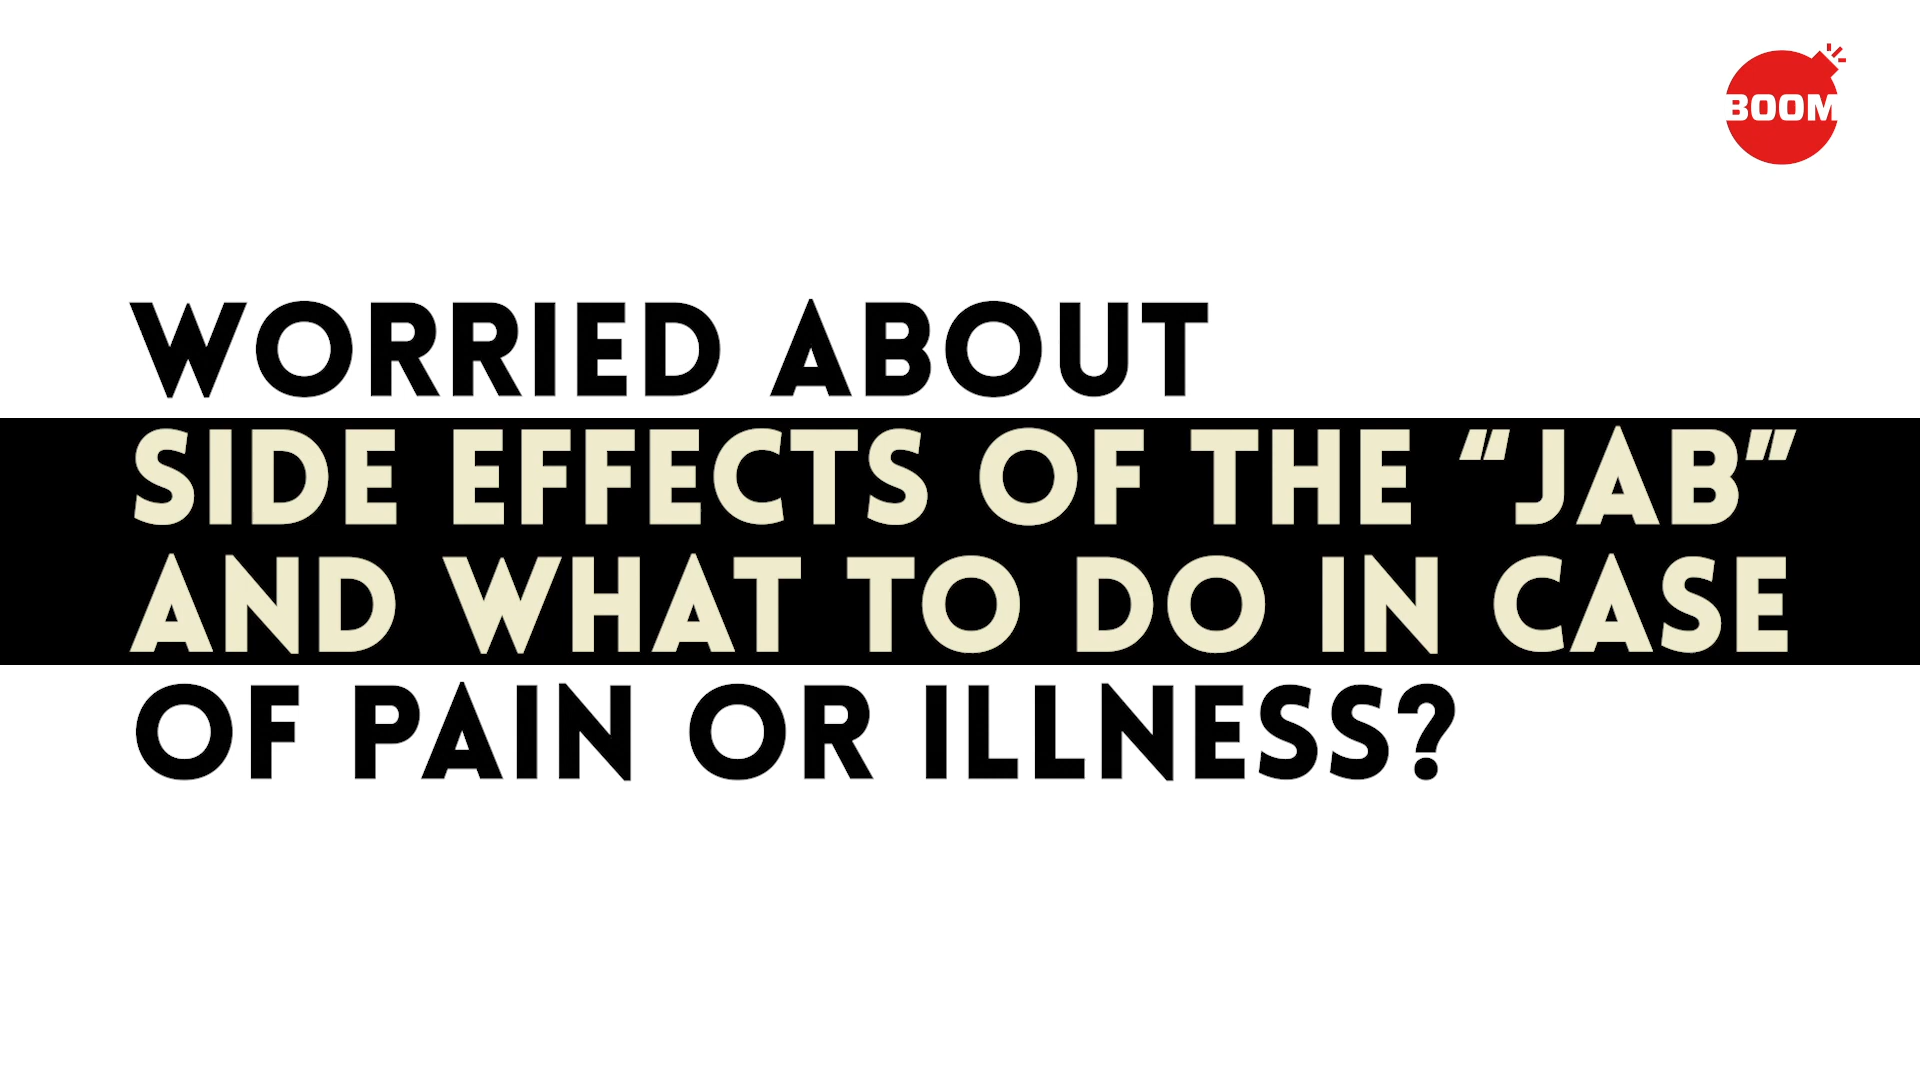 BOOM
WORRIED ABOUT
SIDE EFFECTS OF THE “JAB”
AND WHAT TO DO IN CASE
OF PAIN OR ILLNESS?